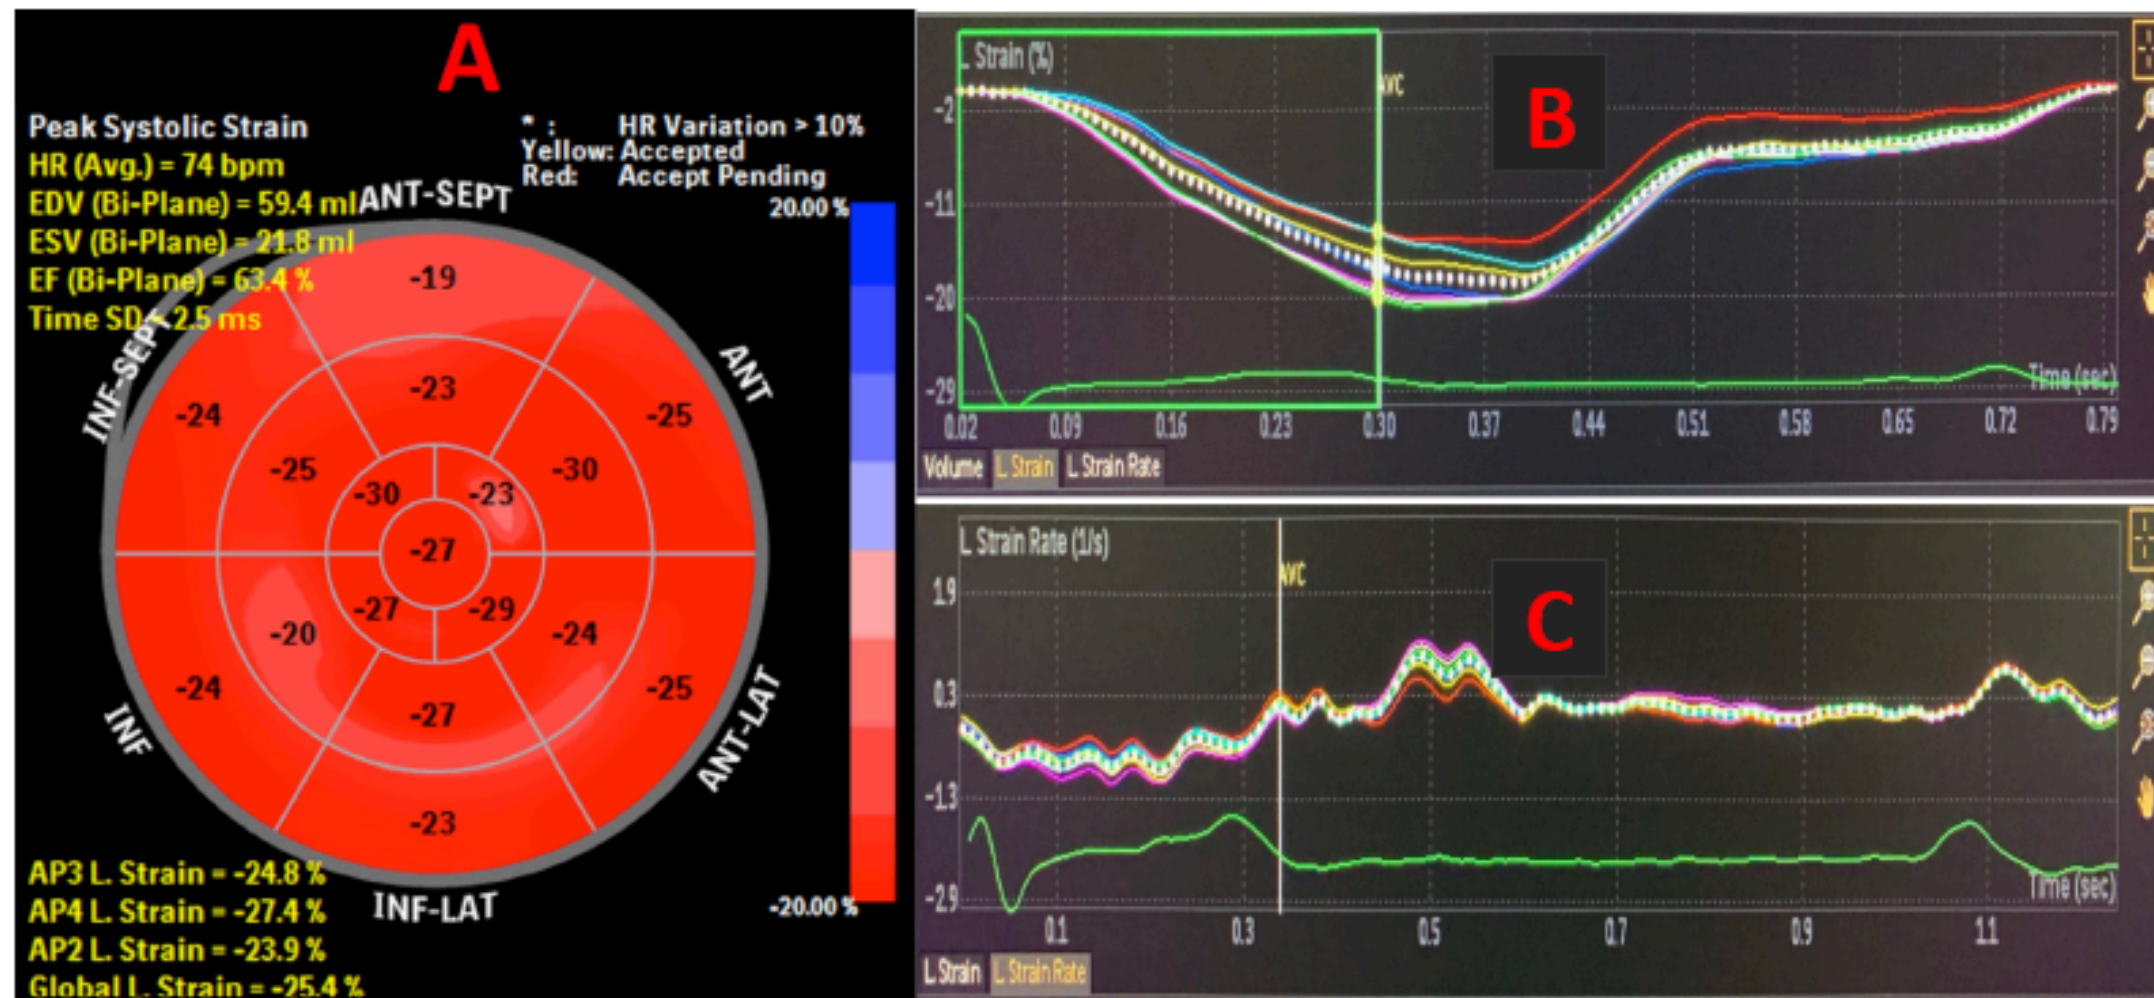 A
Peak Systolic Strain
HR (Avg.) = 74 bpm
EDV (Bi-Plane) = 59.4 ml
ESV (Bi-Plane) = 21.8 ml
EF (Bi-Plane) = 63.4 %
Time SD = 2.5 ms
* : HR Variation > 10%
Yellow: Accepted
Red: Accept Pending
20.00 %
-20.00 %
ANT-SEPT
INF-SEPT
ANT
INF
ANT-LAT
INF-LAT
-19
-23
-24
-25
-25
-30
-30
-23
-27
-27
-29
-20
-24
-24
-25
-27
-23
AP3 L. Strain = -24.8 %
AP4 L. Strain = -27.4 %
AP2 L. Strain = -23.9 %
Global L. Strain = -25.4 %
B
L Strain (%)
AVC
-2
-11
-20
-29
Time (sec)
0.02 0.09 0.16 0.23 0.30 0.37 0.44 0.51 0.58 0.65 0.72 0.79
Volume L Strain L Strain Rate
C
L Strain Rate (1/s)
AVC
1.9
0.3
-1.3
-2.9
Time (sec)
0.1 0.3 0.5 0.7 0.9 1.1
L Strain L Strain Rate